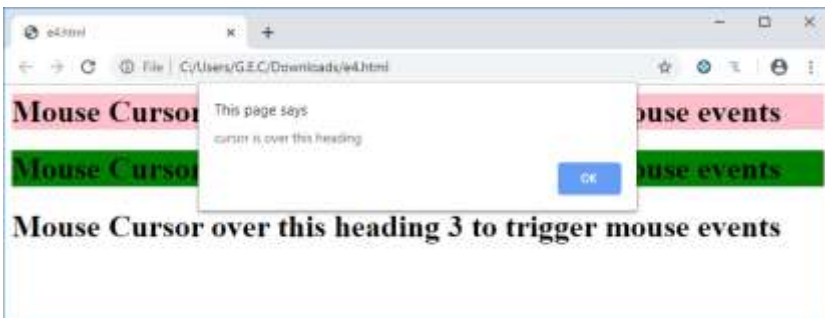 e4.html
File | C:/Users/G.E.C/Downloads/e4.html
This page says
cursor is over this heading
OK
Mouse Cursor
ouse events
Mouse Cursor
ouse events
Mouse Cursor over this heading 3 to trigger mouse events